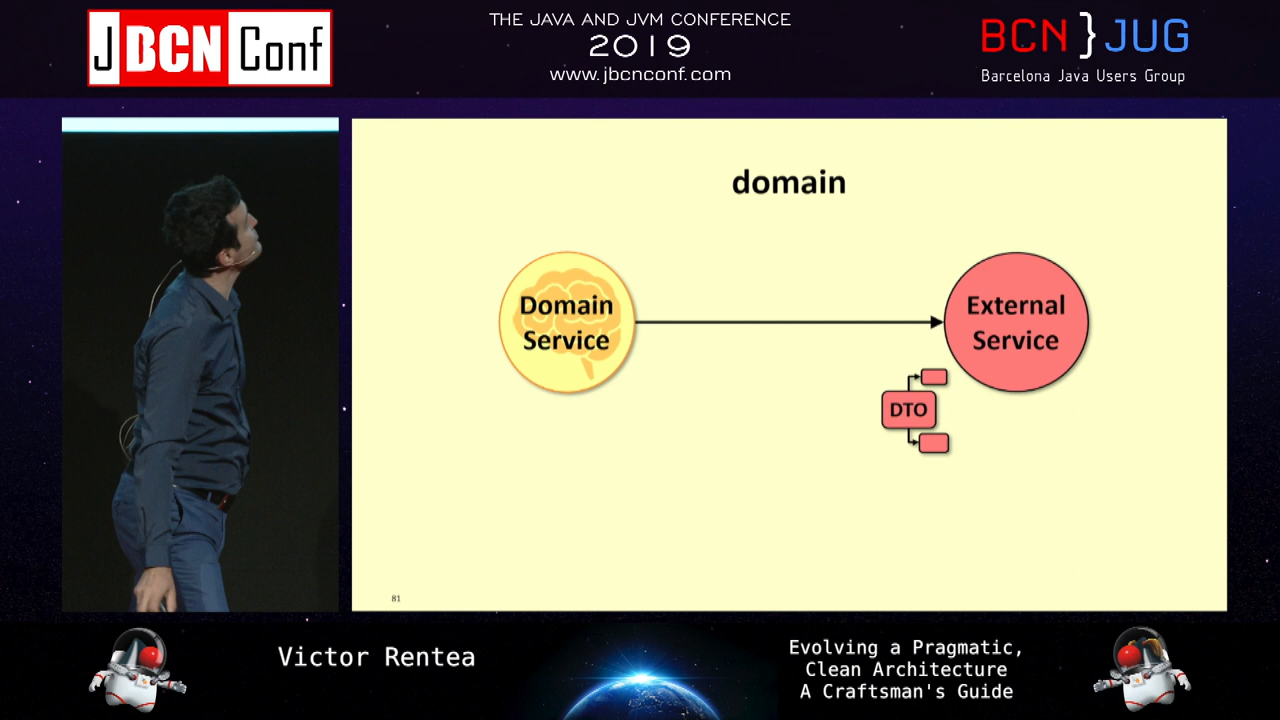 JBCNConf
THE JAVA AND JVM CONFERENCE
2019
www.jbcnconf.com
BCN}JUG
Barcelona Java Users Group
domain
Domain
Service
External
Service
DTO
81
Victor Rentea
Evolving a Pragmatic,
Clean Architecture
A Craftsman's Guide